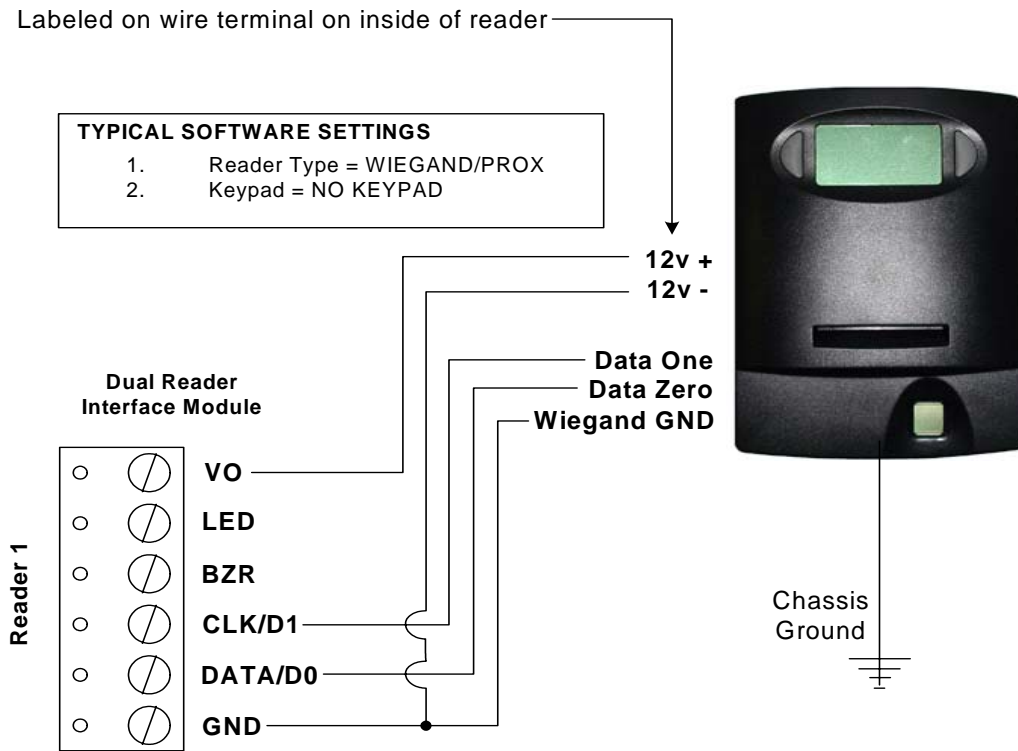 Labeled on wire terminal on inside of reader
TYPICAL SOFTWARE SETTINGS
1. Reader Type = WIEGAND/PROX
2. Keypad = NO KEYPAD
12v +
12v -
Data One
Data Zero
Wiegand GND
Dual Reader
Interface Module
Reader 1
VO
LED
BZR
CLK/D1
DATA/D0
GND
Chassis
Ground